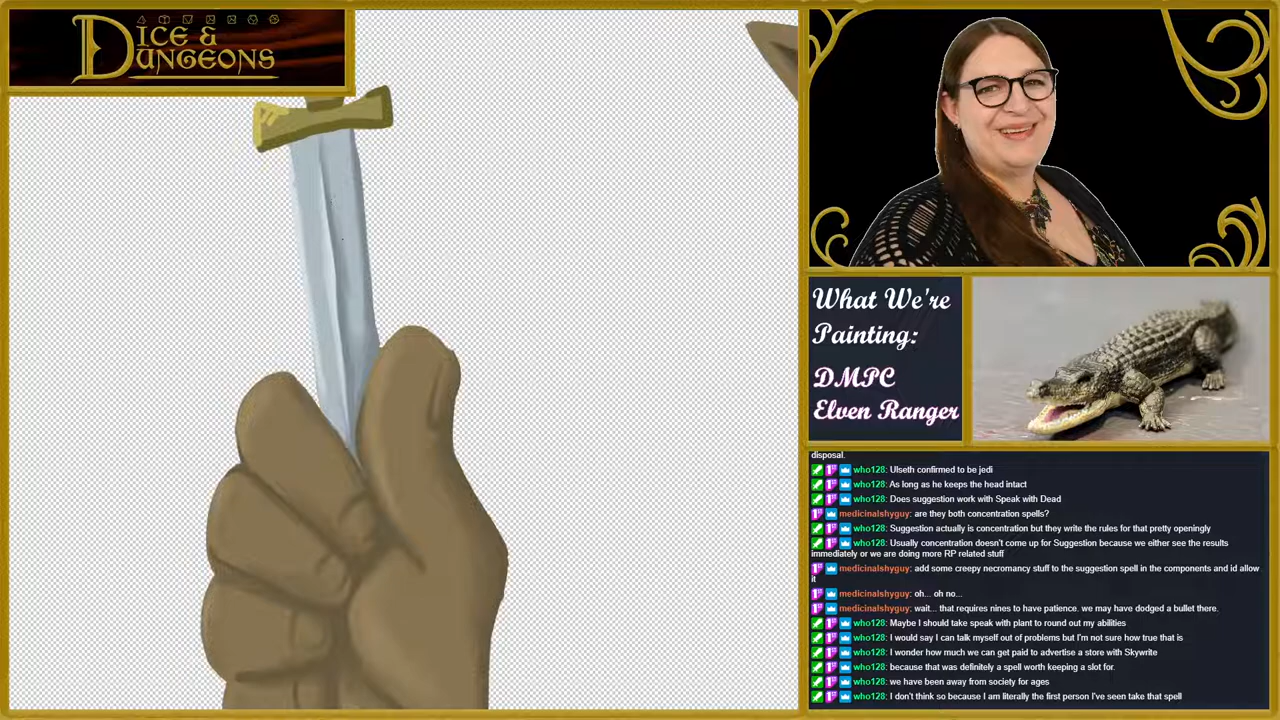 DICE &
DUNGEONS
What We're
Painting:
DMPC
Elven Ranger
disposal.
who128: Ulseth confirmed to be jedi
who128: As long as he keeps the head intact
who128: Does suggestion work with Speak with Dead
medicinalshyguy: are they both concentration spells?
who128: Suggestion actually is concentration but they write the rules for that pretty openingly
who128: Usually concentration doesn't come up for Suggestion because we either see the results
immediately or we are doing more RP related stuff
medicinalshyguy: add some creepy necromancy stuff to the suggestion spell in the components and id allow
it
medicinalshyguy: oh... oh no...
medicinalshyguy: wait... that requires nines to have patience. we may have dodged a bullet there.
who128: Maybe I should take speak with plant to round out my abilities
who128: I would say I can talk myself out of problems but I'm not sure how true that is
who128: I wonder how much we can get paid to advertise a store with Skywrite
who128: because that was definitely a spell worth keeping a slot for.
who128: we have been away from society for ages
who128: I don't think so because I am literally the first person I've seen take that spell